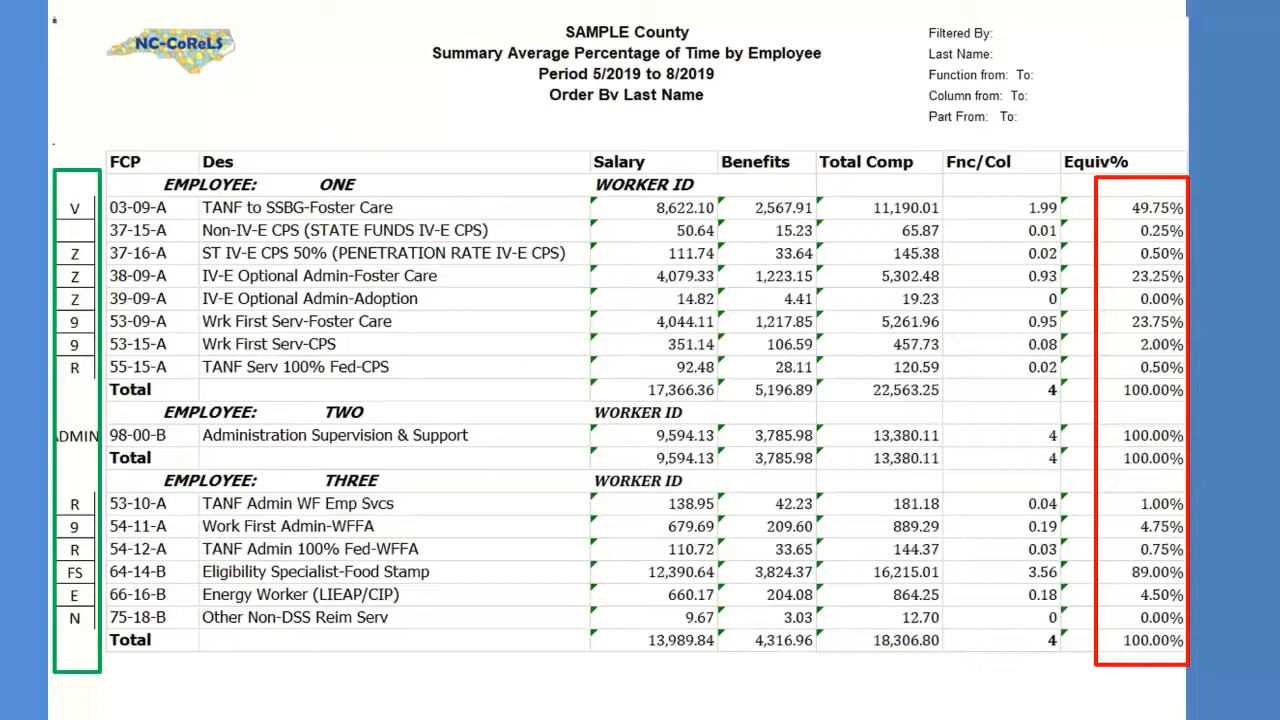 NC-CoReLS
SAMPLE County
Summary Average Percentage of Time by Employee
Period 5/2019 to 8/2019
Order By Last Name
Filtered By:
Last Name:
Function from: To:
Column from: To:
Part From: To:
FCP Des Salary Benefits Total Comp Fnc/Col Equiv%
EMPLOYEE: ONE WORKER ID
V 03-09-A TANF to SSBG-Foster Care 8,622.10 2,567.91 11,190.01 1.99 49.75%
37-15-A Non-IV-E CPS (STATE FUNDS IV-E CPS) 50.64 15.23 65.87 0.01 0.25%
Z 37-16-A ST IV-E CPS 50% (PENETRATION RATE IV-E CPS) 111.74 33.64 145.38 0.02 0.50%
Z 38-09-A IV-E Optional Admin-Foster Care 4,079.33 1,223.15 5,302.48 0.93 23.25%
Z 39-09-A IV-E Optional Admin-Adoption 14.82 4.41 19.23 0 0.00%
9 53-09-A Wrk First Serv-Foster Care 4,044.11 1,217.85 5,261.96 0.95 23.75%
9 53-15-A Wrk First Serv-CPS 351.14 106.59 457.73 0.08 2.00%
R 55-15-A TANF Serv 100% Fed-CPS 92.48 28.11 120.59 0.02 0.50%
Total 17,366.36 5,196.89 22,563.25 4 100.00%
EMPLOYEE: TWO WORKER ID
ADMIN 98-00-B Administration Supervision & Support 9,594.13 3,785.98 13,380.11 4 100.00%
Total 9,594.13 3,785.98 13,380.11 4 100.00%
EMPLOYEE: THREE WORKER ID
R 53-10-A TANF Admin WF Emp Svcs 138.95 42.23 181.18 0.04 1.00%
9 54-11-A Work First Admin-WFFA 679.69 209.60 889.29 0.19 4.75%
R 54-12-A TANF Admin 100% Fed-WFFA 110.72 33.65 144.37 0.03 0.75%
FS 64-14-B Eligibility Specialist-Food Stamp 12,390.64 3,824.37 16,215.01 3.56 89.00%
E 66-16-B Energy Worker (LIEAP/CIP) 660.17 204.08 864.25 0.18 4.50%
N 75-18-B Other Non-DSS Reim Serv 9.67 3.03 12.70 0 0.00%
Total 13,989.84 4,316.96 18,306.80 4 100.00%